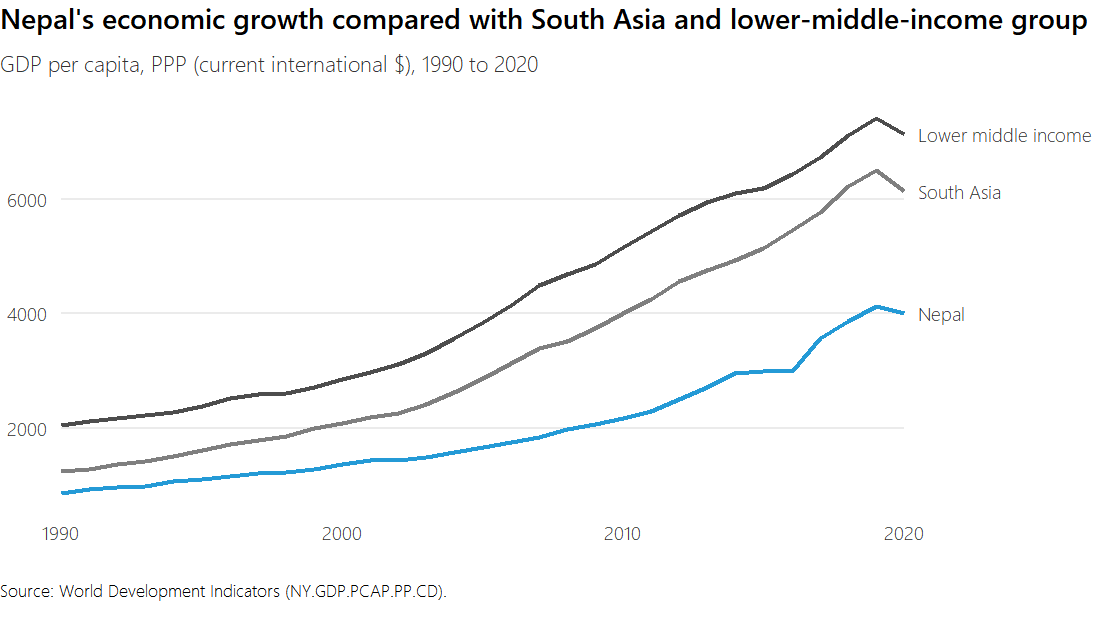 Nepal's economic growth compared with South Asia and lower-middle-income group
GDP per capita, PPP (current international $), 1990 to 2020
Lower middle income
6000
South Asia
4000
Nepal
2000
1990
2000
2010
2020
Source: World Development Indicators (NY.GDP.PCAP.PP.CD).